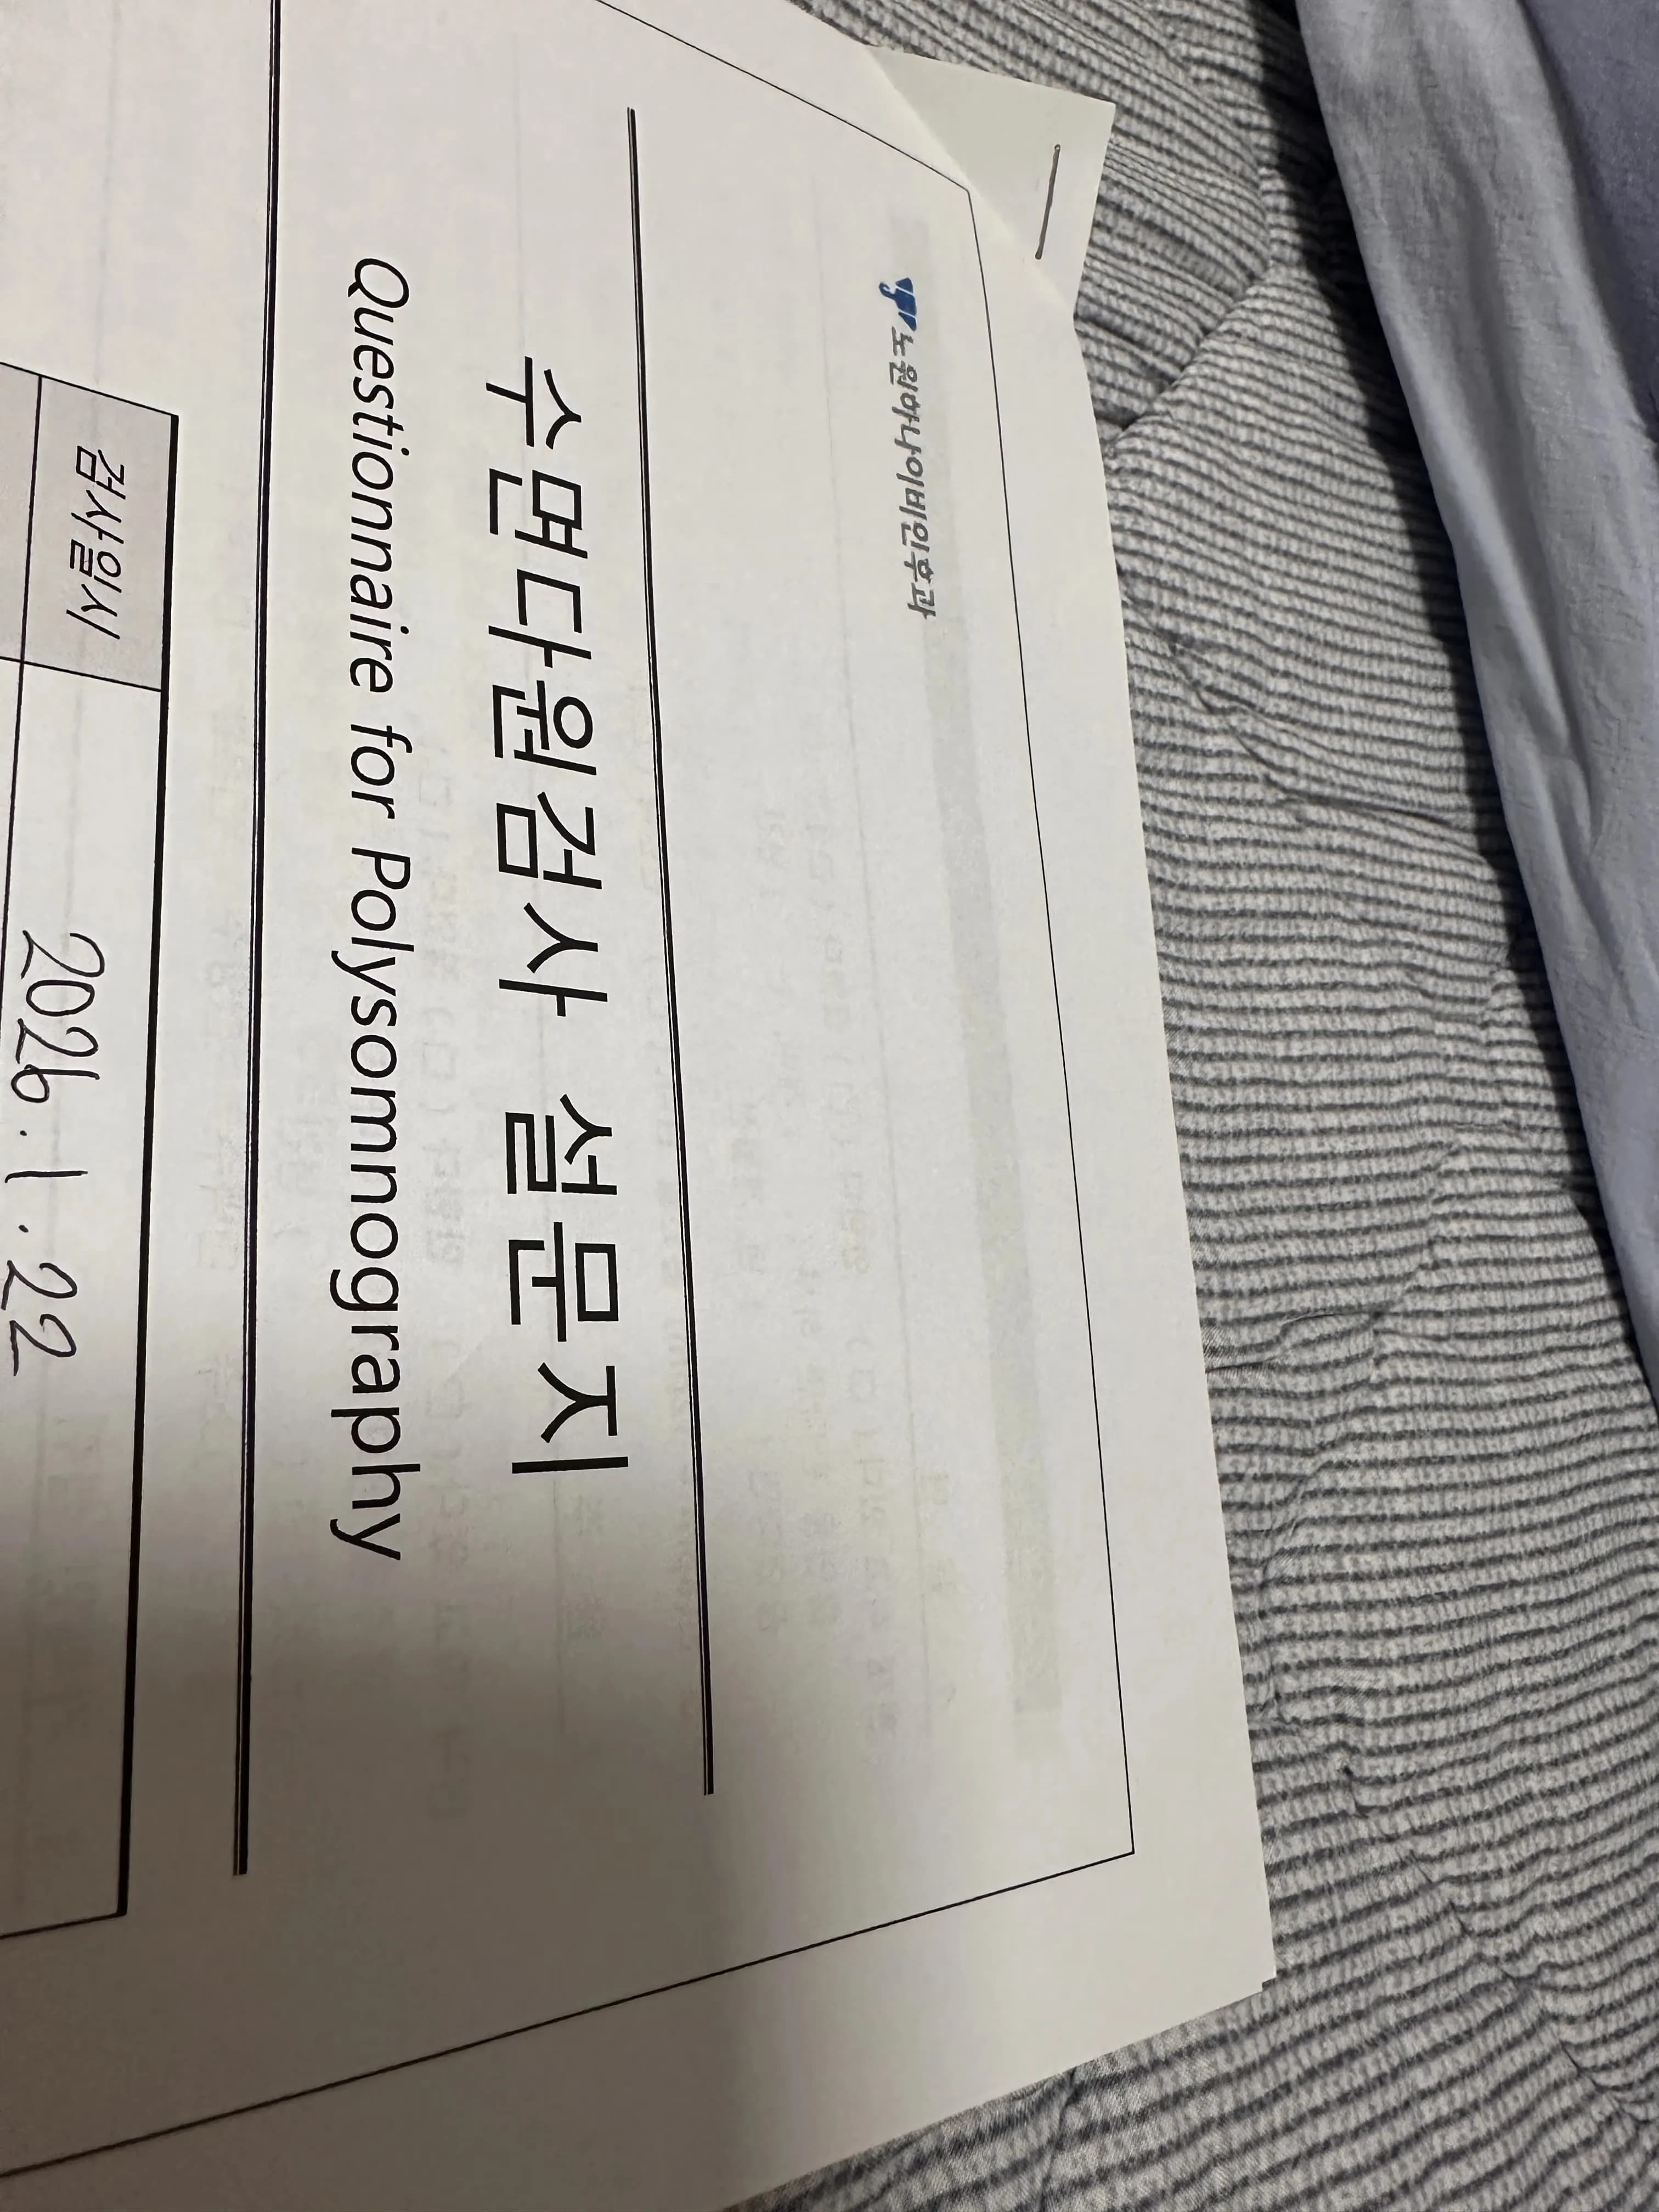 노원하나이비인후과
수면다원검사 설문지
Questionnaire for Polysomnography
검사일시 2026. 1. 22